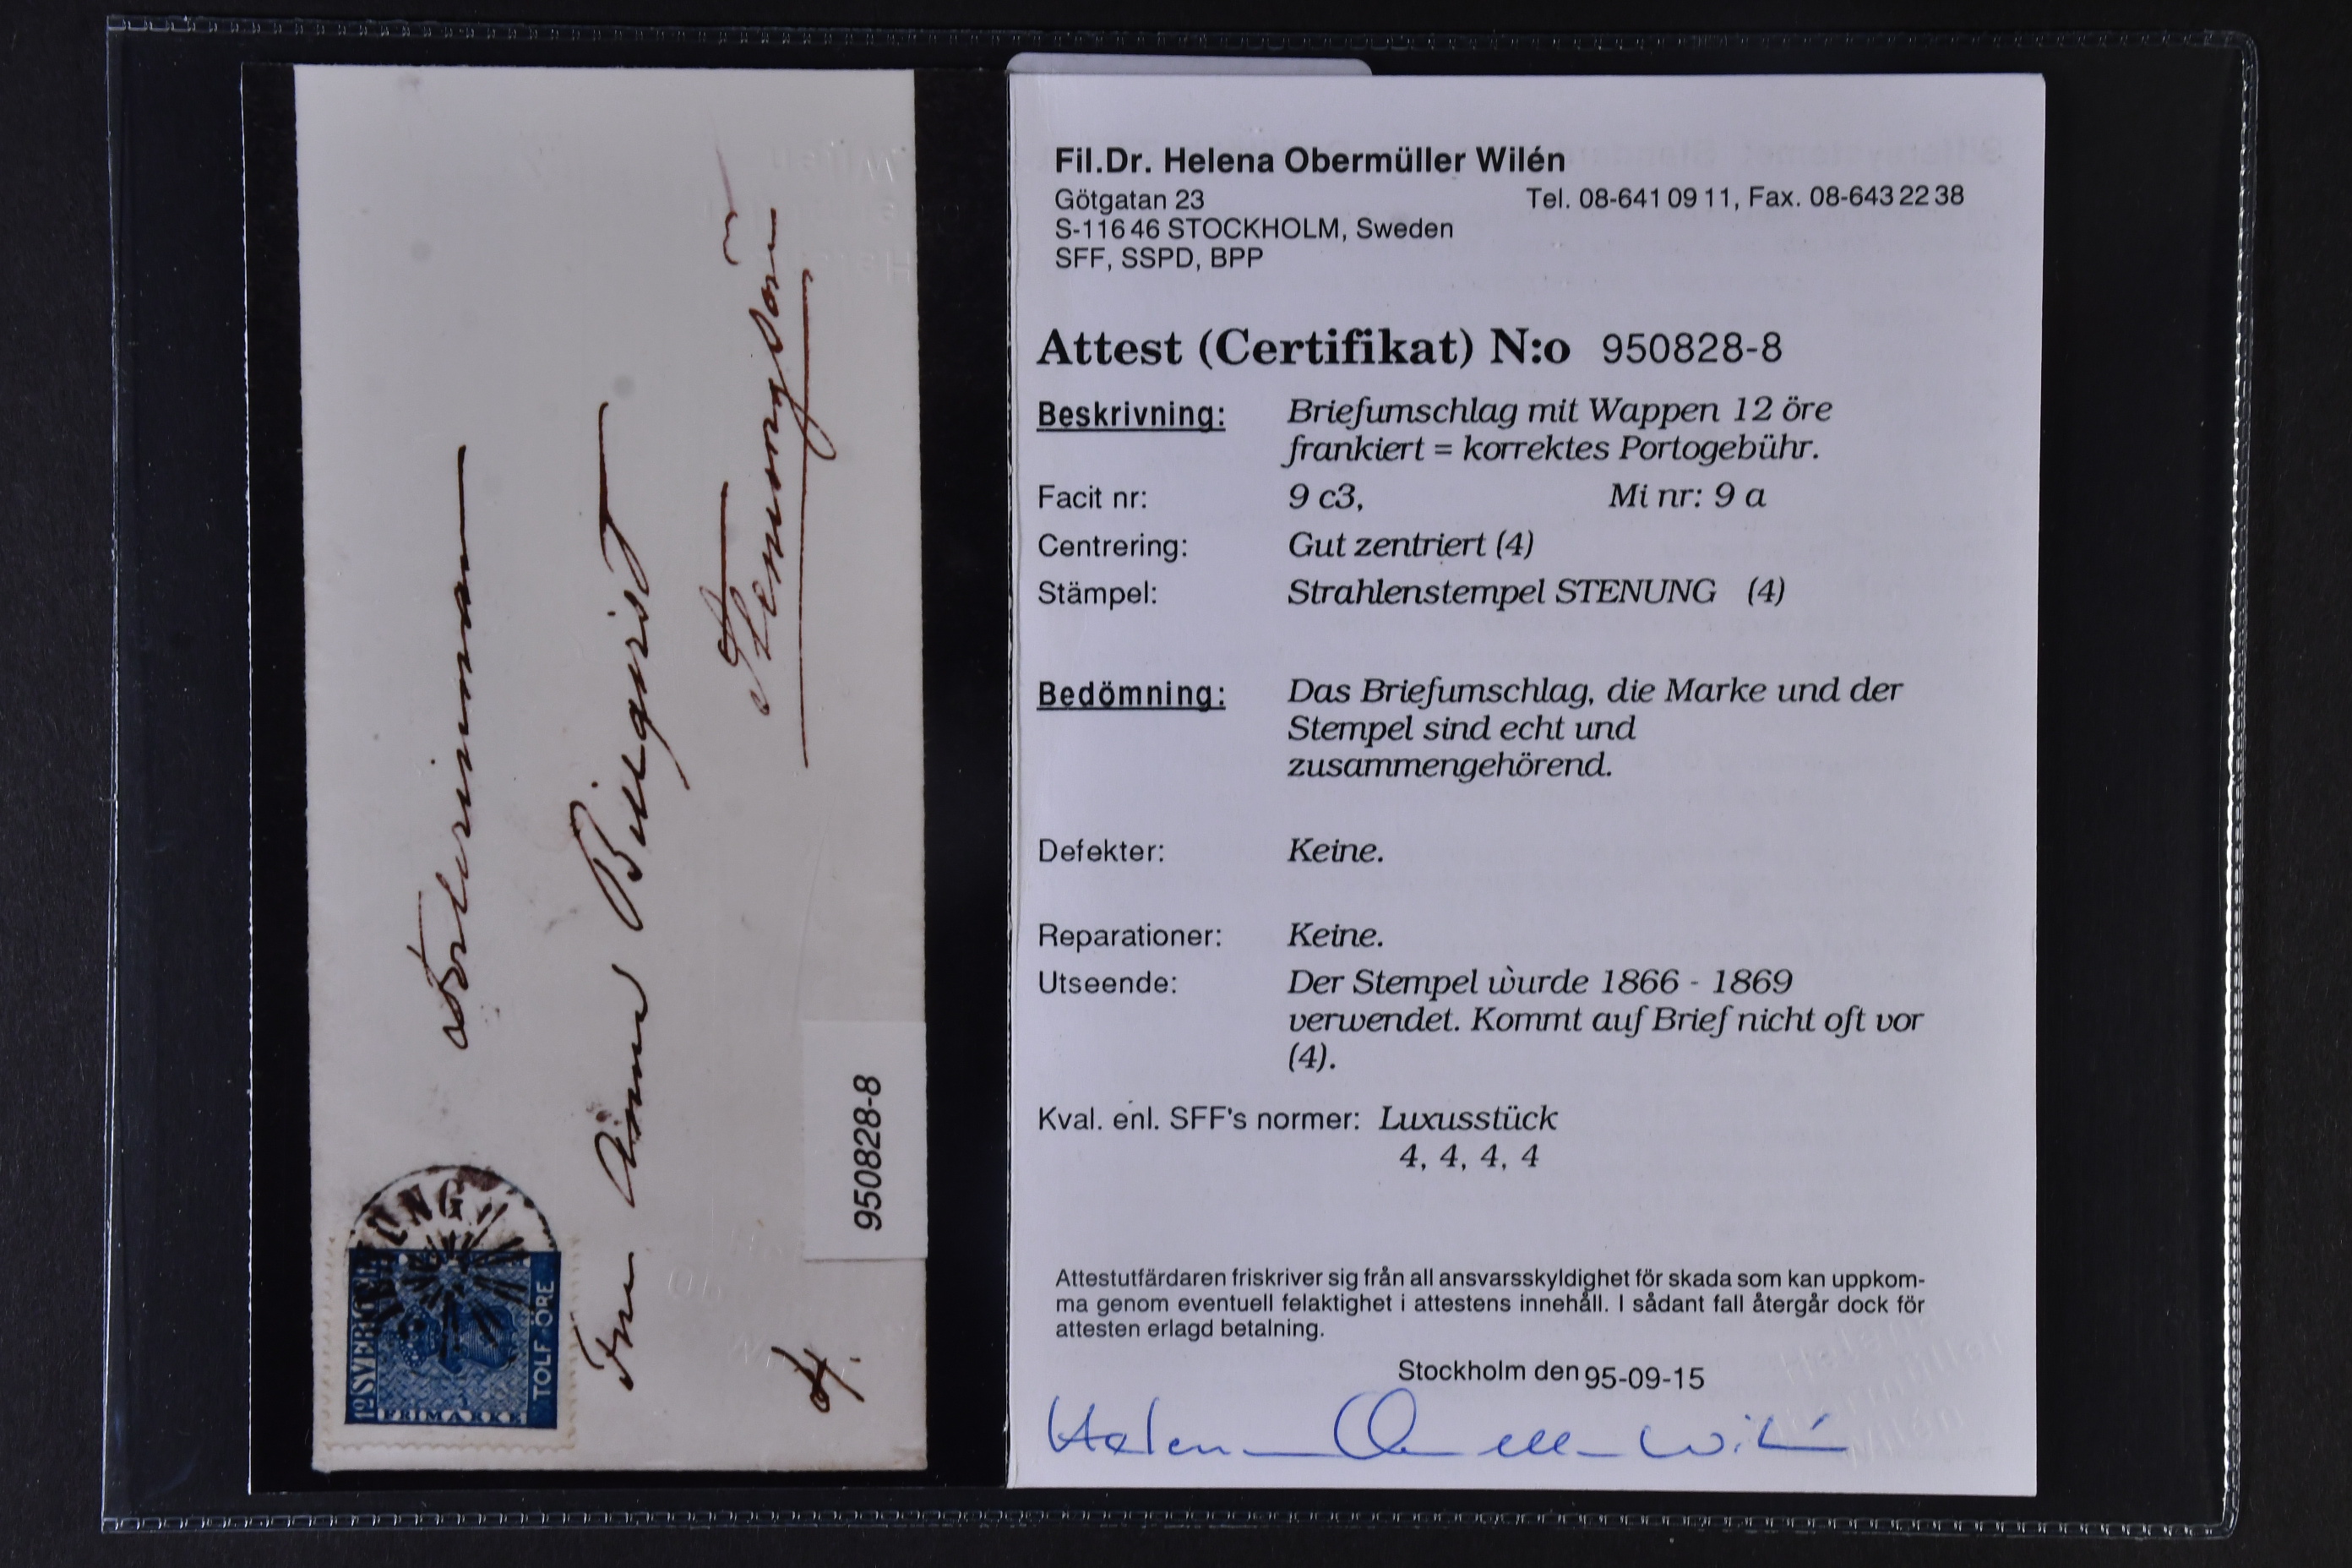 Billqvist
950828-8
STENUNG
12 SVERIGE
FRIMARKE
TOLF ÖRE
Fil.Dr. Helena Obermüller Wilén
Götgatan 23
Tel. 08-641 09 11, Fax. 08-643 22 38
S-116 46 STOCKHOLM, Sweden
SFF, SSPD, BPP
Attest (Certifikat) N:o 950828-8
Beskrivning: Briefumschlag mit Wappen 12 öre
frankiert = korrektes Portogebühr.
Facit nr: 9 c3, Mi nr: 9 a
Centrering: Gut zentriert (4)
Stämpel: Strahlenstempel STENUNG (4)
Bedömning: Das Briefumschlag, die Marke und der
Stempel sind echt und
zusammengehörend.
Defekter: Keine.
Reparationer: Keine.
Utseende: Der Stempel wurde 1866 - 1869
verwendet. Kommt auf Brief nicht oft vor
(4).
Kval. enl. SFF's normer: Luxusstück
4, 4, 4, 4
Attestutfärdaren friskriver sig från all ansvarsskyldighet för skada som kan uppkom-
ma genom eventuell felaktighet i attestens innehåll. I sådant fall återgår dock för
attesten erlagd betalning.
Stockholm den 95-09-15